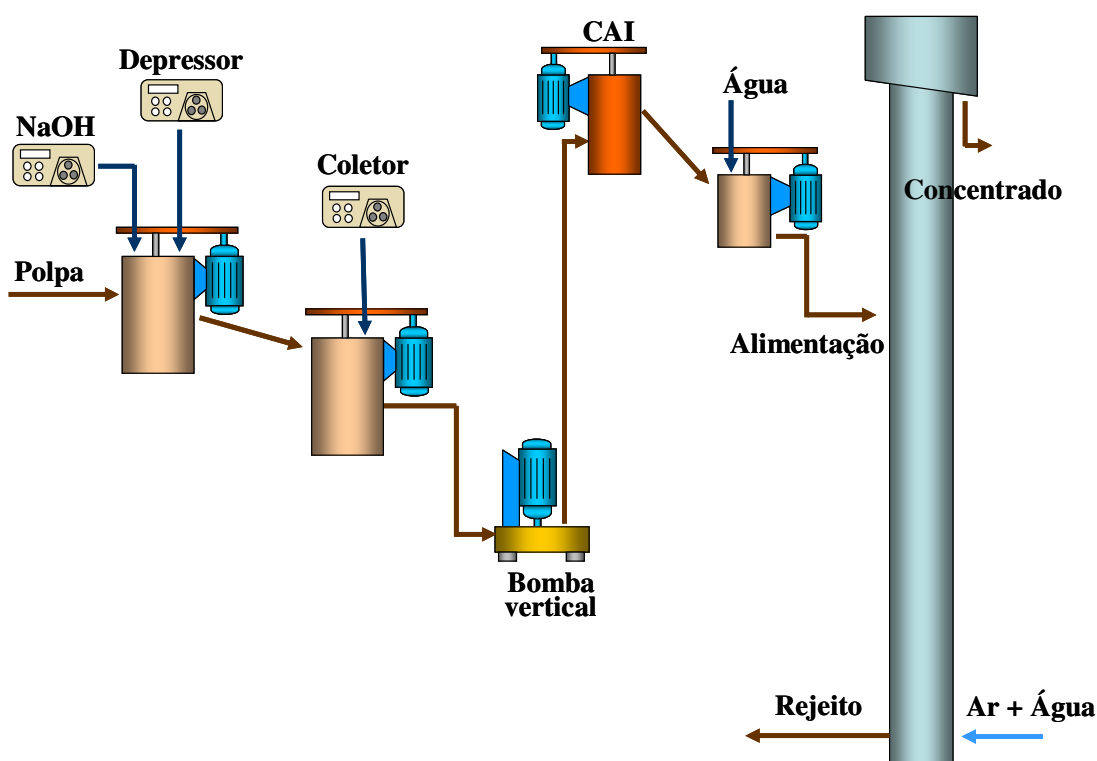 CAI
Depressor
Água
NaOH
Coletor
Concentrado
Polpa
Alimentação
Bomba
vertical
Rejeito
Ar + Água